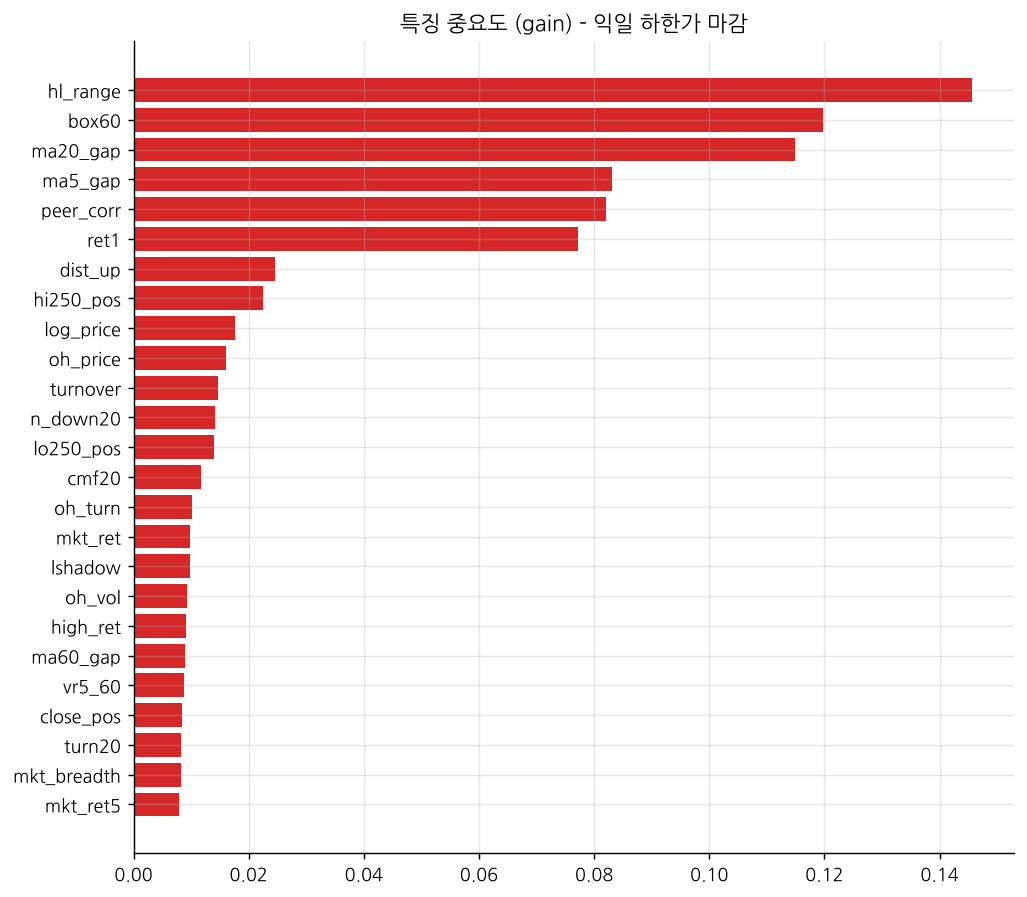 특징 중요도 (gain) - 익일 하한가 마감
hl_range
box60
ma20_gap
ma5_gap
peer_corr
ret1
dist_up
hi250_pos
log_price
oh_price
turnover
n_down20
lo250_pos
cmf20
oh_turn
mkt_ret
lshadow
oh_vol
high_ret
ma60_gap
vr5_60
close_pos
turn20
mkt_breadth
mkt_ret5
0.00 0.02 0.04 0.06 0.08 0.10 0.12 0.14